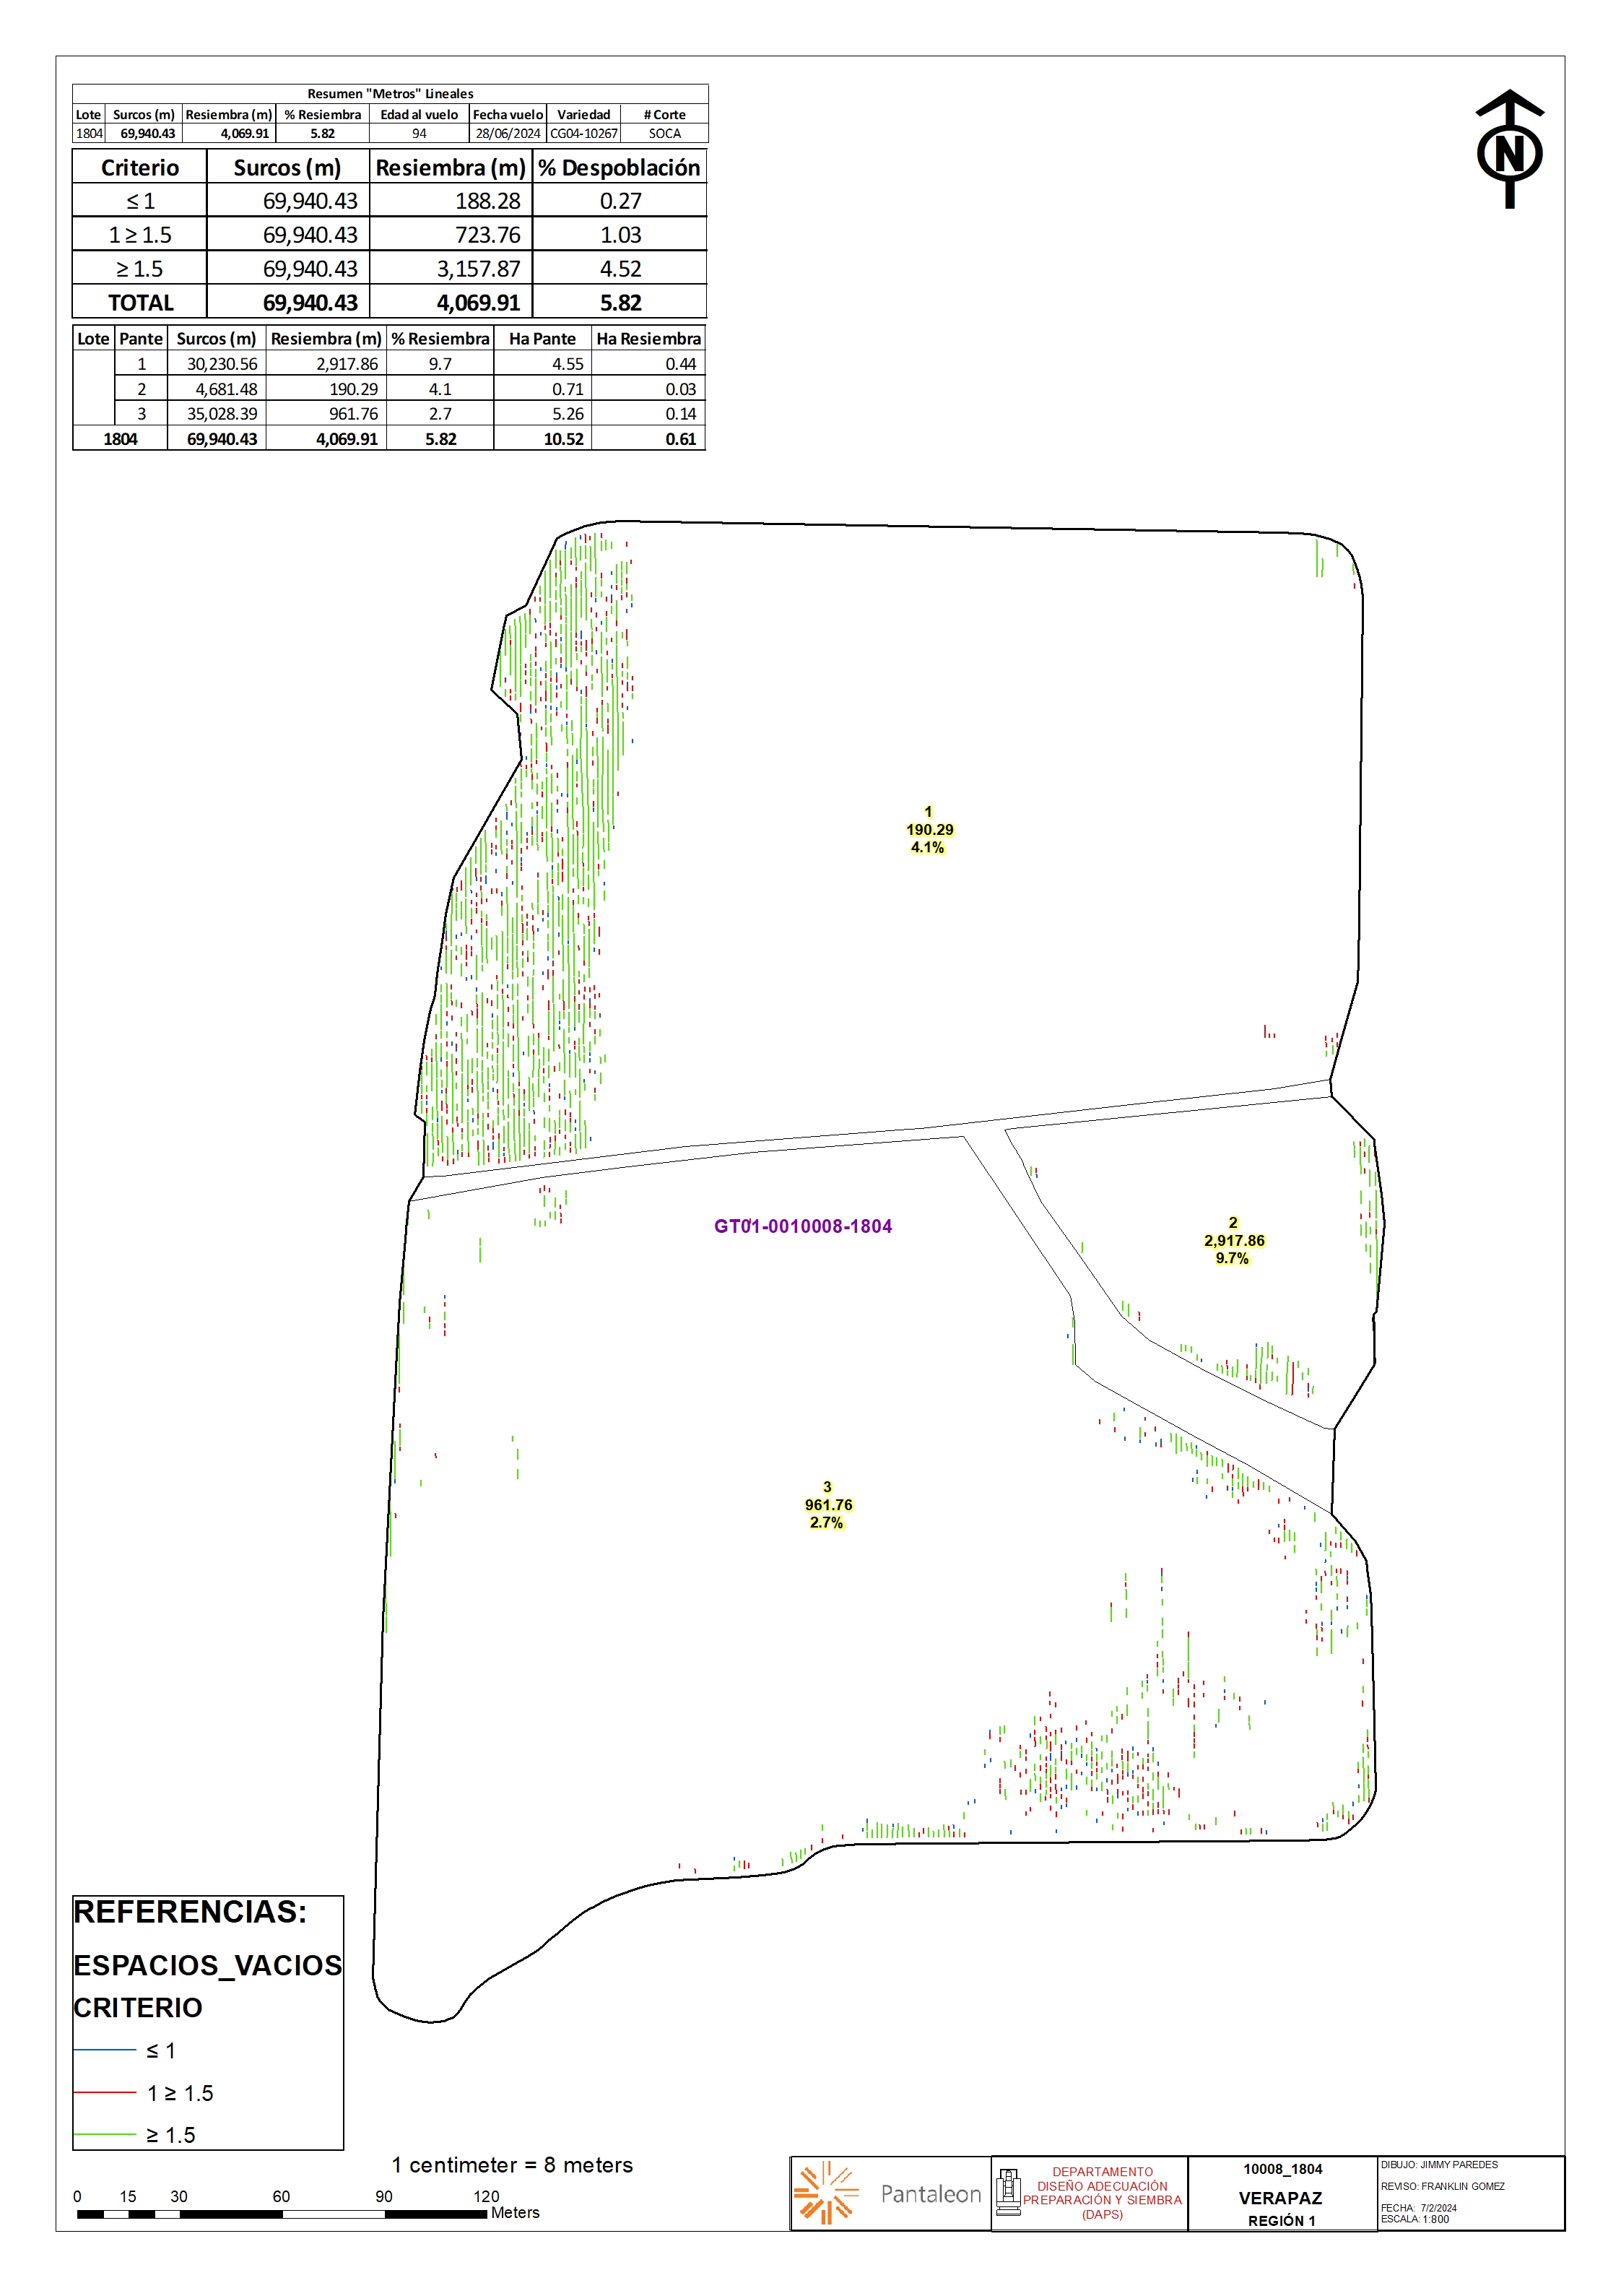 Resumen "Metros" Lineales
Lote Surcos (m) Resiembra (m) % Resiembra Edad al vuelo Fecha vuelo Variedad # Corte
1804 69,940.43 4,069.91 5.82 94 28/06/2024 CG04-10267 SOCA
Criterio Surcos (m) Resiembra (m) % Despoblación
≤ 1 69,940.43 188.28 0.27
1 ≥ 1.5 69,940.43 723.76 1.03
≥ 1.5 69,940.43 3,157.87 4.52
TOTAL 69,940.43 4,069.91 5.82
Lote Pante Surcos (m) Resiembra (m) % Resiembra Ha Pante Ha Resiembra
1 30,230.56 2,917.86 9.7 4.55 0.44
2 4,681.48 190.29 4.1 0.71 0.03
3 35,028.39 961.76 2.7 5.26 0.14
1804 69,940.43 4,069.91 5.82 10.52 0.61
N
1
190.29
4.1%
GT01-0010008-1804
2
2,917.86
9.7%
3
961.76
2.7%
REFERENCIAS:
ESPACIOS_VACIOS
CRITERIO
≤ 1
1 ≥ 1.5
≥ 1.5
1 centimeter = 8 meters
0 15 30 60 90 120
Meters
Pantaleon
DEPARTAMENTO
DISEÑO ADECUACIÓN
PREPARACIÓN Y SIEMBRA
(DAPS)
10008_1804
VERAPAZ
REGIÓN 1
DIBUJO: JIMMY PAREDES
REVISO: FRANKLIN GOMEZ
FECHA: 7/2/2024
ESCALA: 1:800